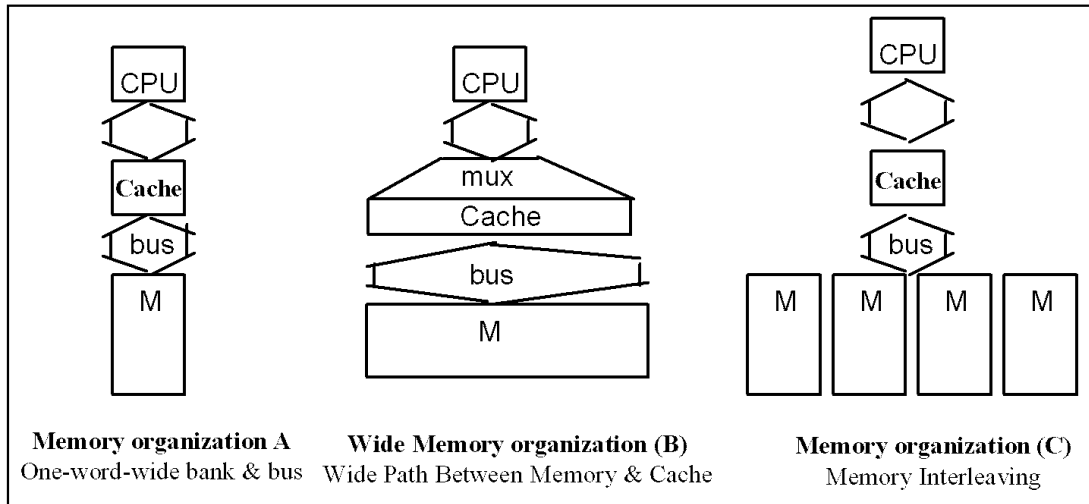 CPU
Cache
bus
M
Memory organization A
One-word-wide bank & bus
CPU
mux
Cache
bus
M
Wide Memory organization (B)
Wide Path Between Memory & Cache
CPU
Cache
bus
M M M M
Memory organization (C)
Memory Interleaving